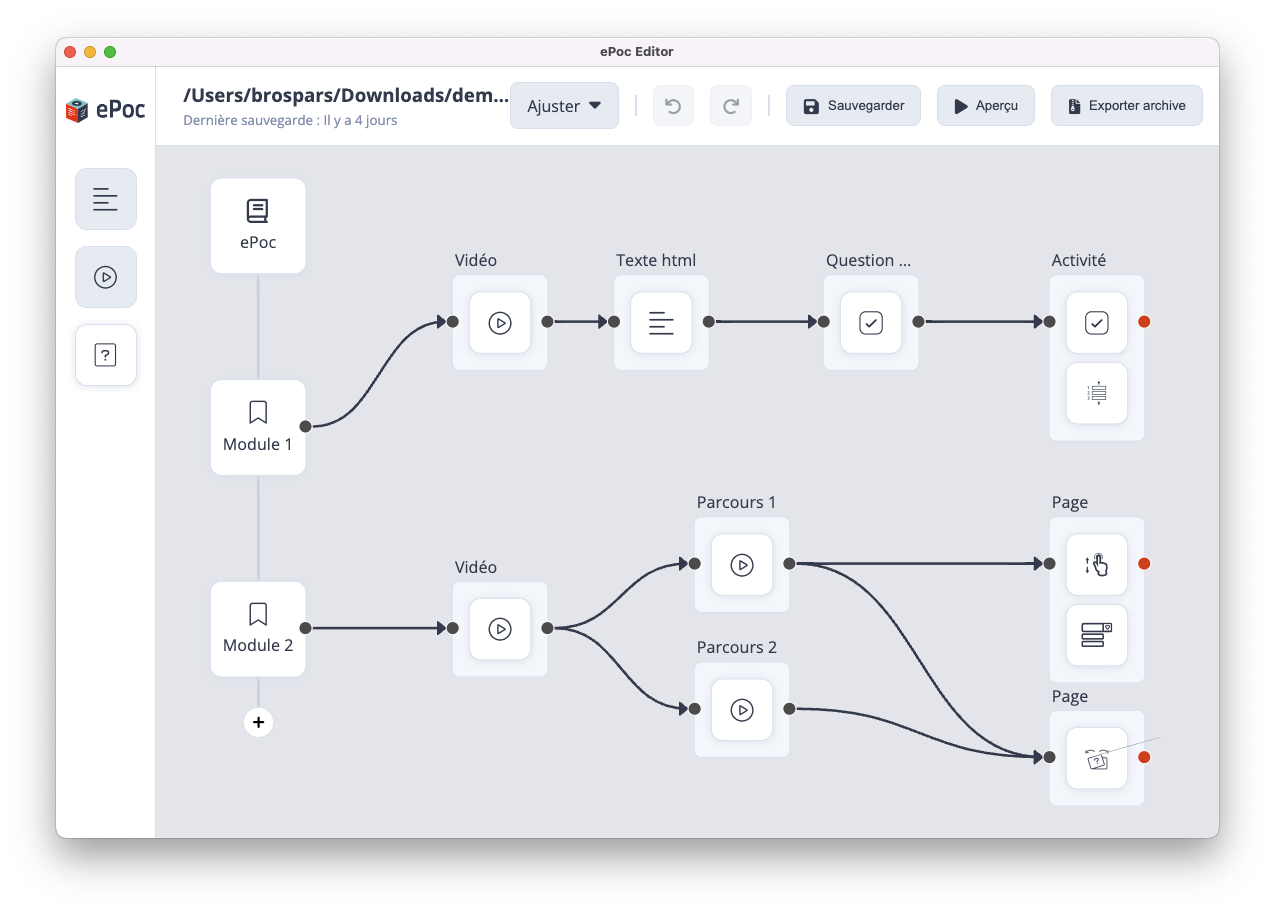 ePoc Editor
ePoc
/Users/brospars/Downloads/dem...
Dernière sauvegarde : Il y a 4 jours
Ajuster
Sauvegarder
Aperçu
Exporter archive
?
ePoc
Vidéo
Texte html
Question ...
Activité
Module 1
Parcours 1
Page
Vidéo
Module 2
Parcours 2
Page
?
+